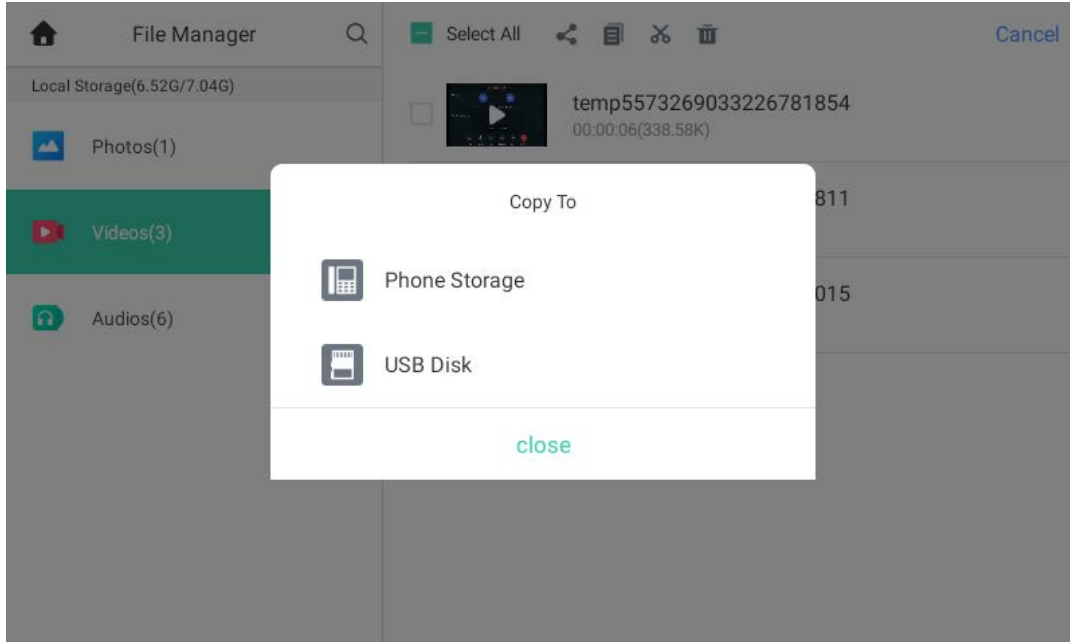 File Manager
Select All
Cancel
Local Storage(6.52G/7.04G)
Photos(1)
Videos(3)
Audios(6)
temp5573269033226781854
00:00:06(338.58K)
811
015
Copy To
Phone Storage
USB Disk
close